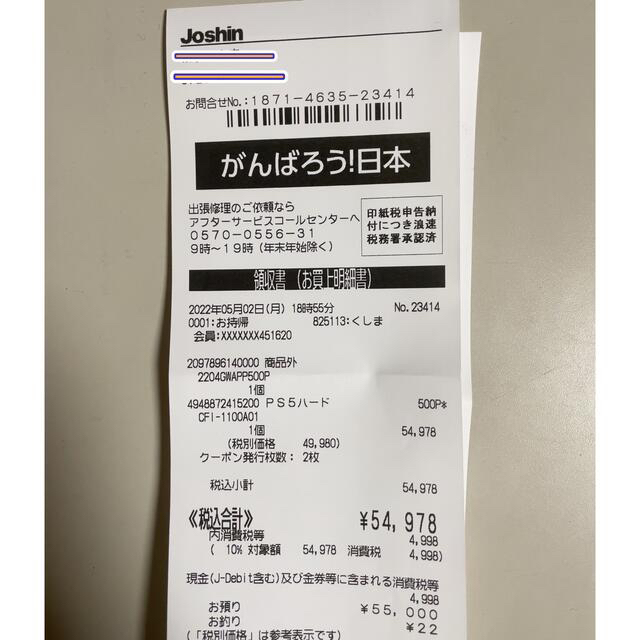 Joshin
お問合せNo.:1871-4635-23414
がんばろう!日本
出張修理のご依頼なら
アフターサービスコールセンターへ
0570-0556-31
9時〜19時(年末年始除く)
印紙税申告納
付につき浪速
税務署承認済
領収書 (お買上明細書)
2022年05月02日(月) 18時55分 No.23414
0001:お持帰 825113:くしま
会員:XXXXXXX451620
2097896140000 商品外
2204GWAPP500P
1個
4948872415200 PS5ハード 500P*
CFI-1100A01
1個 54,978
(税別価格 49,980)
クーポン発行枚数: 2枚
税込小計 54,978
《税込合計》 ¥54,978
内消費税等 4,998
( 10% 対象額 54,978 消費税 4,998)
現金(J-Debit含む)及び金券等に含まれる消費税等
4,998
お預り ¥55,000
お釣り ¥22
(「税別価格」は参考表示です)